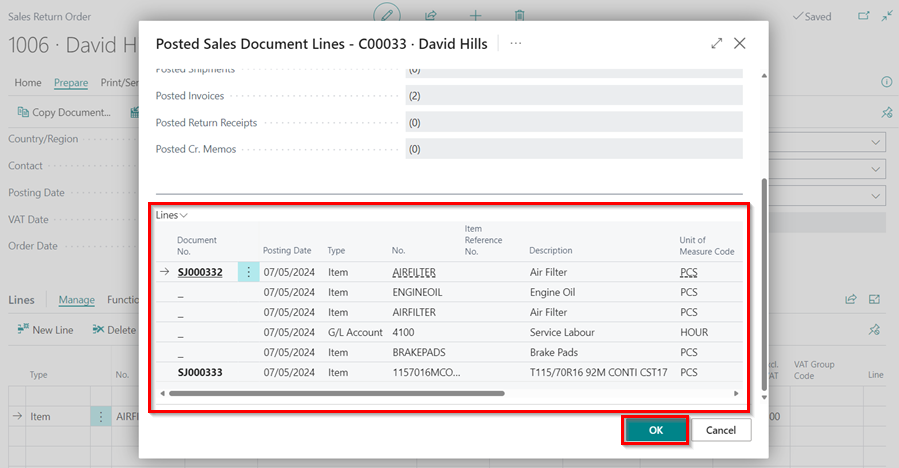 Sales Return Order
Saved
1006 · David Hi
Home Prepare Print/Ser
Copy Document...
Country/Region
Contact
Posting Date
VAT Date
Order Date
Lines Manage Functio
New Line Delete
Type No. VAT Group Code Line
Item AIRF 00
Posted Sales Document Lines - C00033 · David Hills ...
Posted Shipments (0)
Posted Invoices (2)
Posted Return Receipts (0)
Posted Cr. Memos (0)
Lines
Document No. Posting Date Type No. Item Reference No. Description Unit of Measure Code
SJ000332 07/05/2024 Item AIRFILTER Air Filter PCS
_ 07/05/2024 Item ENGINEOIL Engine Oil PCS
_ 07/05/2024 Item AIRFILTER Air Filter PCS
_ 07/05/2024 G/L Account 4100 Service Labour HOUR
_ 07/05/2024 Item BRAKEPADS Brake Pads PCS
SJ000333 07/05/2024 Item 1157016MCO... T115/70R16 92M CONTI CST17 PCS
OK Cancel